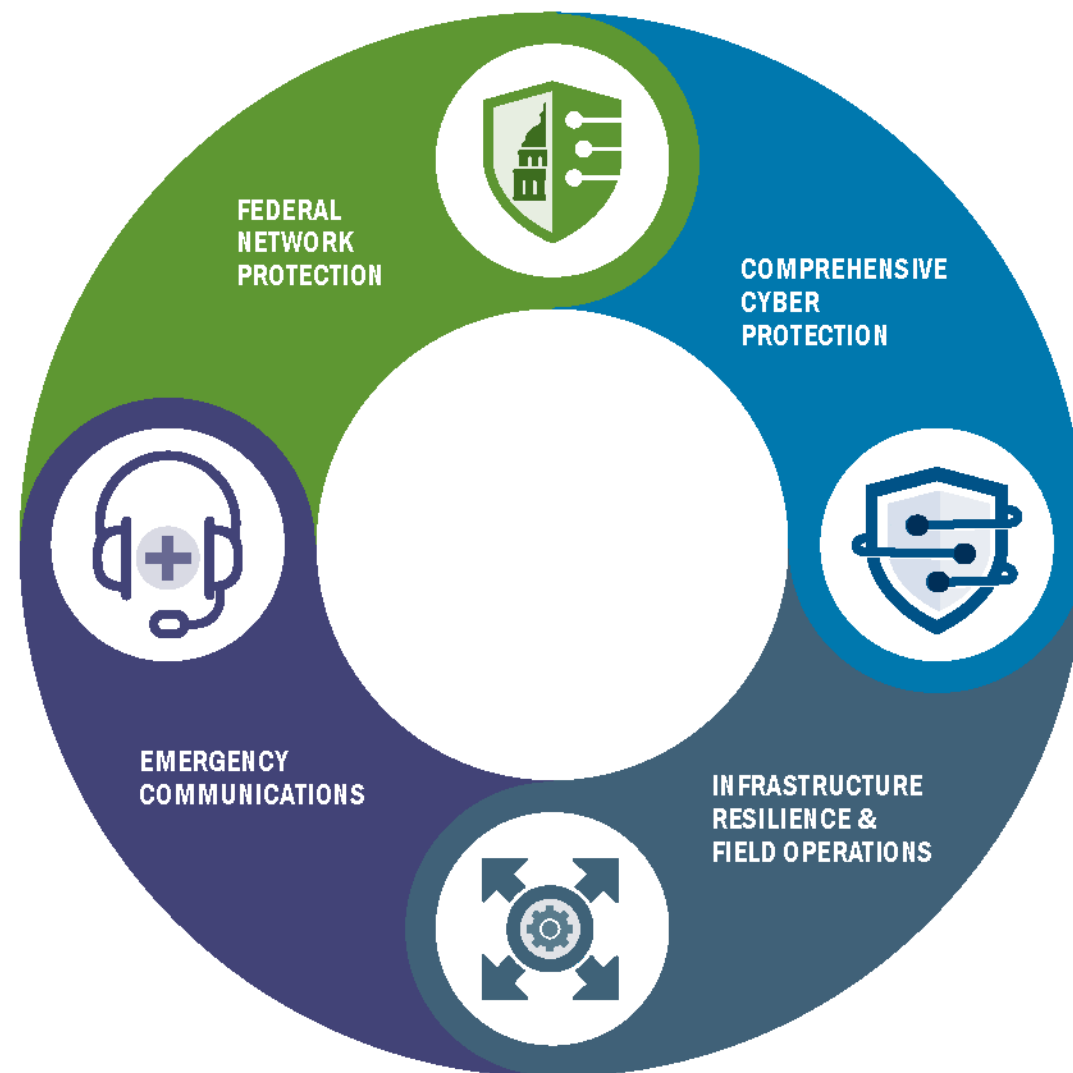 FEDERAL
NETWORK
PROTECTION
COMPREHENSIVE
CYBER
PROTECTION
EMERGENCY
COMMUNICATIONS
INFRASTRUCTURE
RESILIENCE &
FIELD OPERATIONS